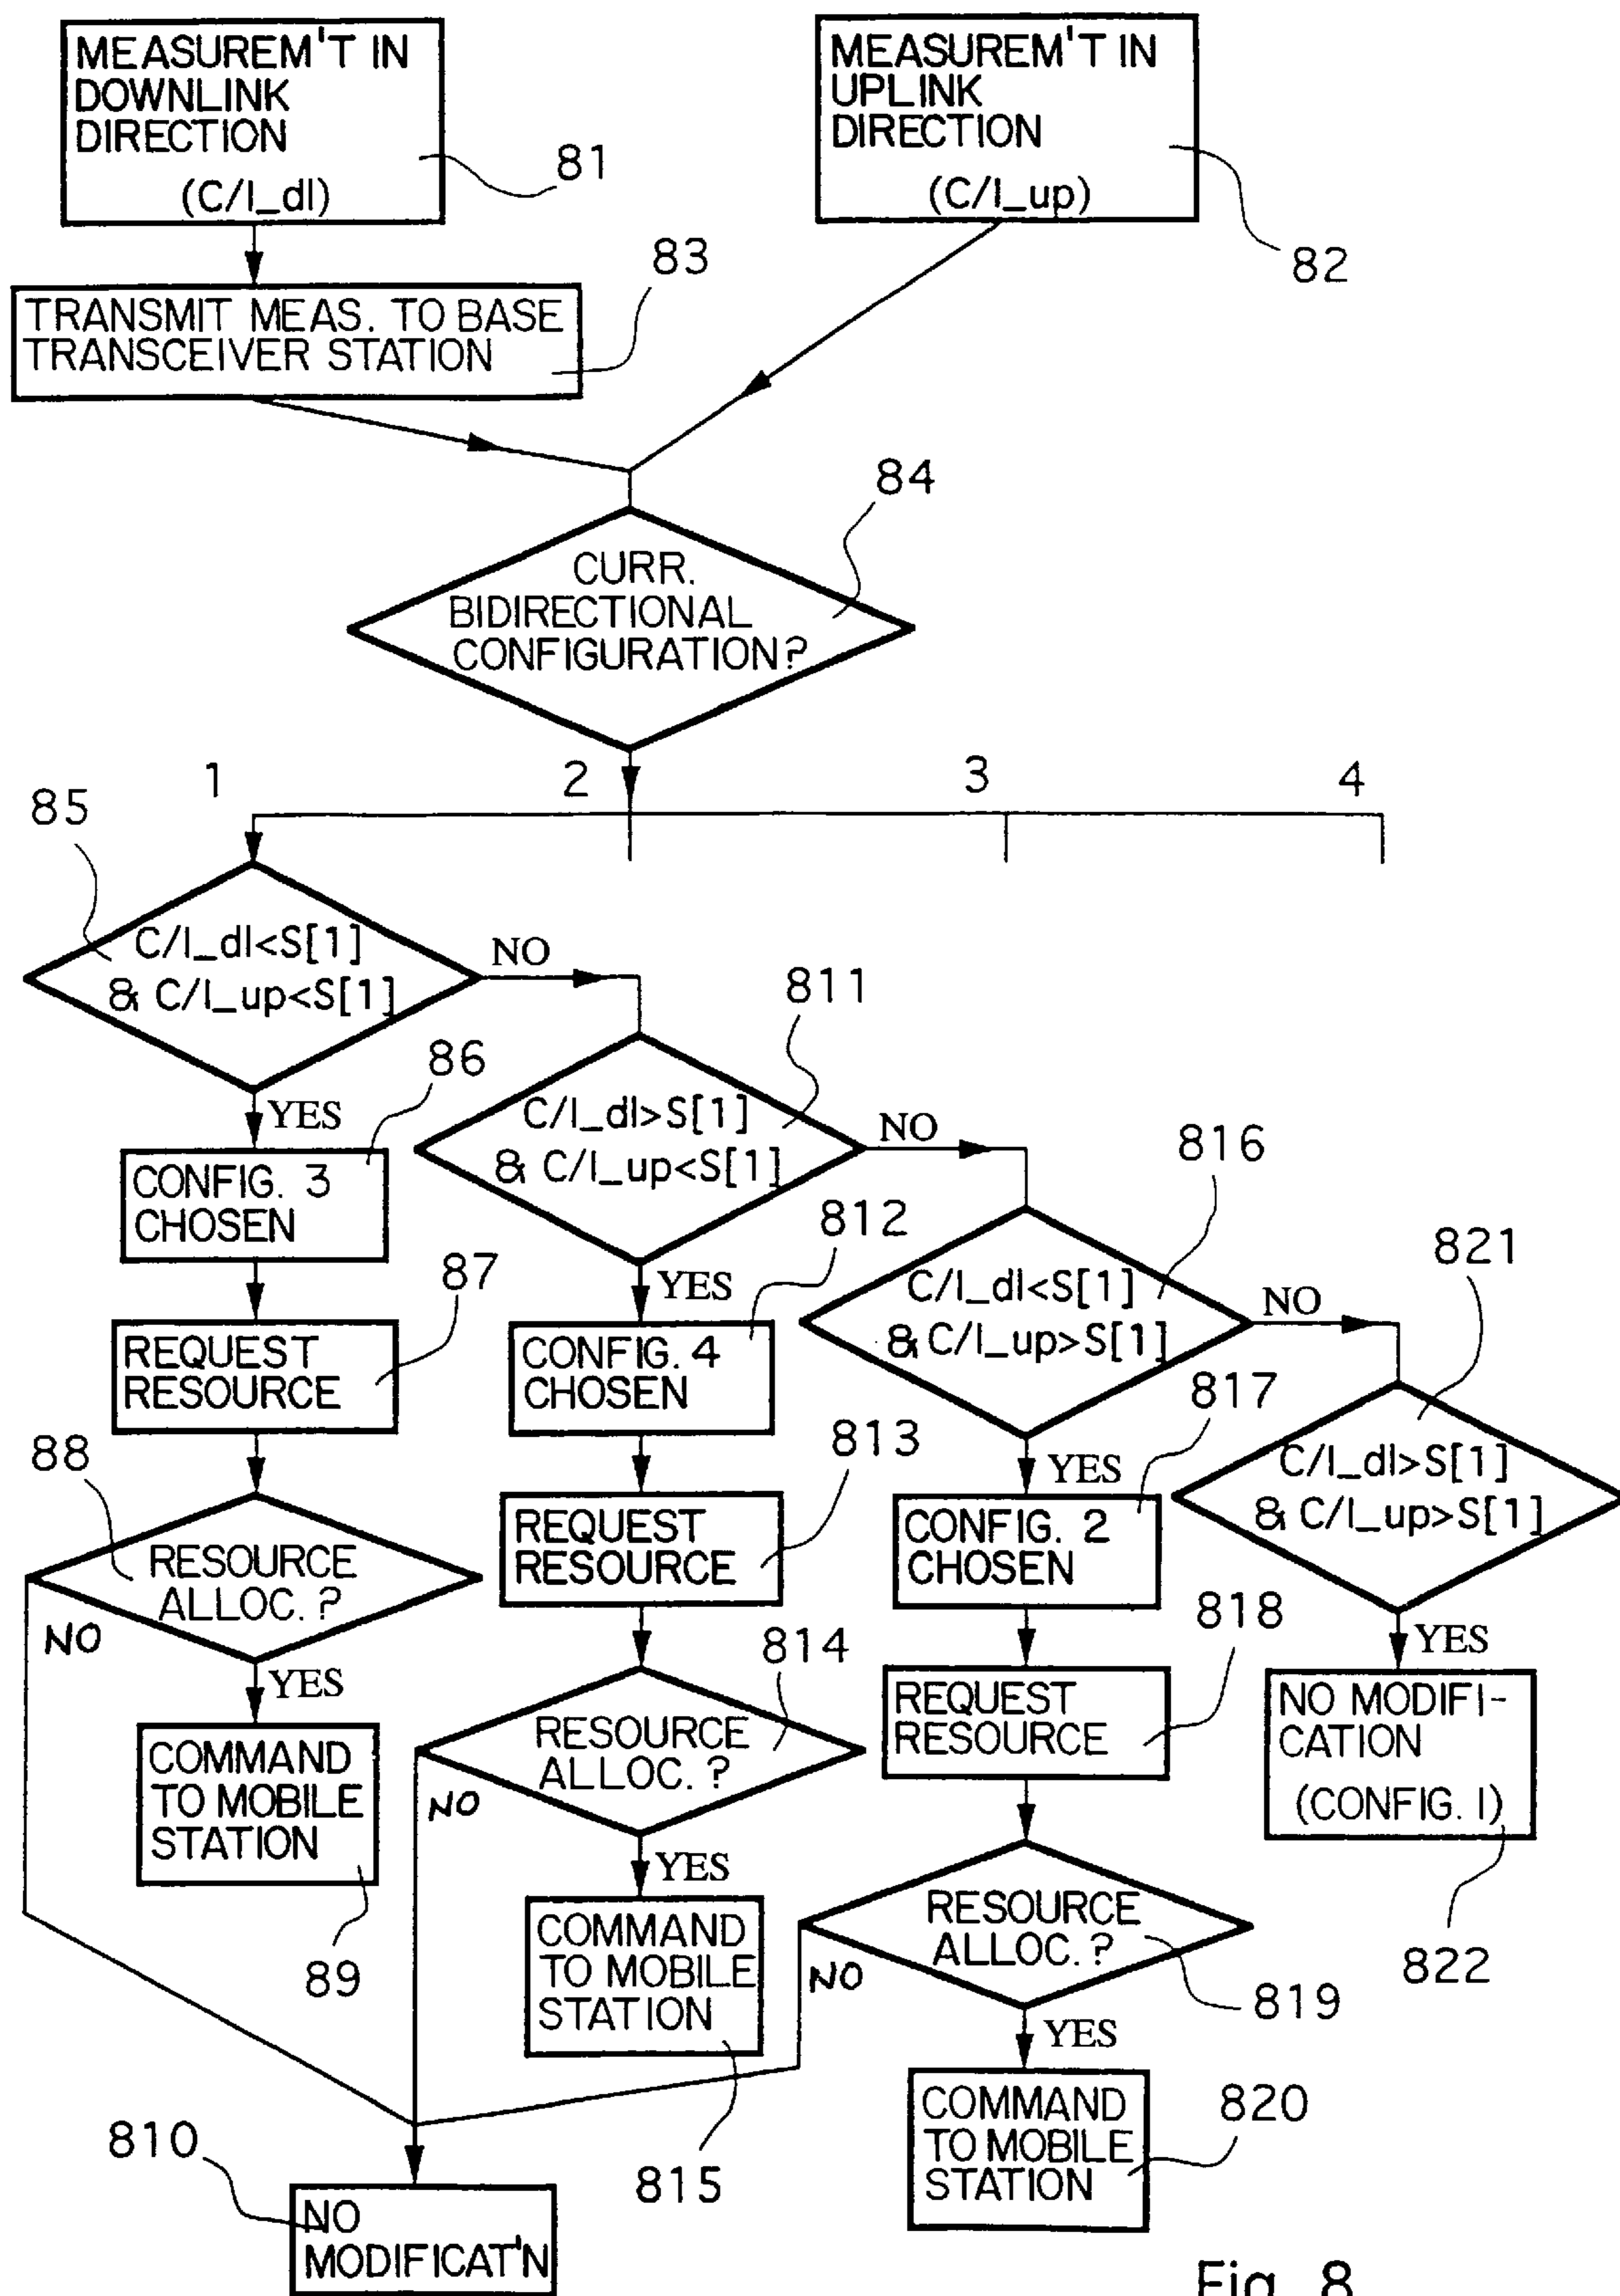 MEASUREM'T IN
DOWNLINK
DIRECTION
(C/I_dl)
81
MEASUREM'T IN
UPLINK
DIRECTION
(C/I_up)
82
83
TRANSMIT MEAS. TO BASE
TRANSCEIVER STATION
84
CURR.
BIDIRECTIONAL
CONFIGURATION?
1
2
3
4
85
C/I_dl<S[1]
& C/I_up<S[1]
NO
YES
811
C/I_dl>S[1]
& C/I_up<S[1]
NO
YES
816
C/I_dl<S[1]
& C/I_up>S[1]
NO
YES
821
C/I_dl>S[1]
& C/I_up>S[1]
YES
86
CONFIG. 3
CHOSEN
87
REQUEST
RESOURCE
88
RESOURCE
ALLOC.?
NO
YES
COMMAND
TO MOBILE
STATION
89
812
CONFIG. 4
CHOSEN
813
REQUEST
RESOURCE
814
RESOURCE
ALLOC.?
NO
YES
COMMAND
TO MOBILE
STATION
815
817
CONFIG. 2
CHOSEN
818
REQUEST
RESOURCE
RESOURCE
ALLOC.?
819
NO
YES
COMMAND
TO MOBILE
STATION
820
NO MODIFI-
CATION
(CONFIG. 1)
822
810
NO
MODIFICAT'N
Fig. 8